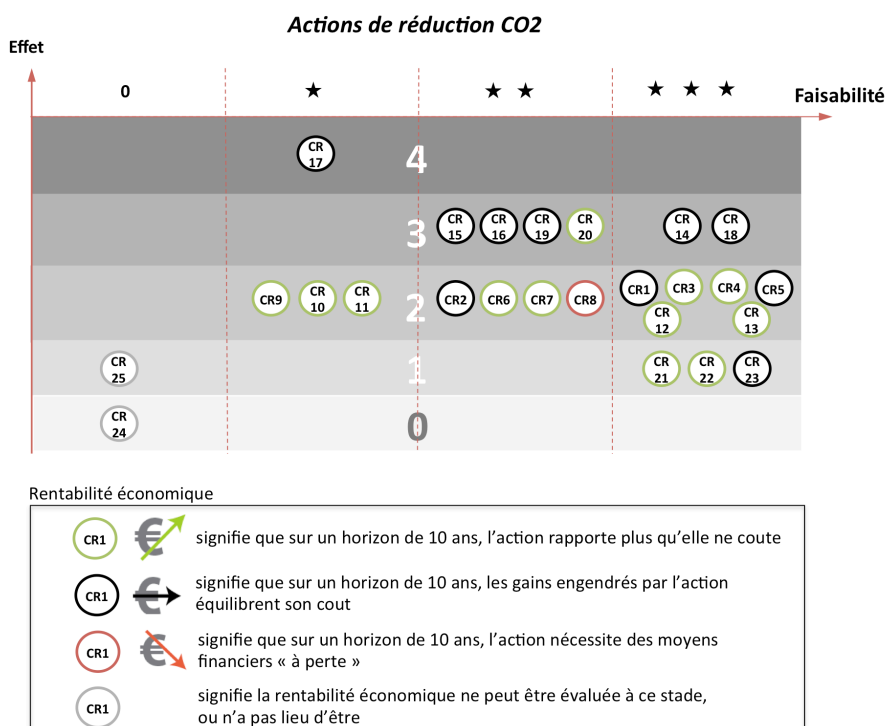 Actions de réduction CO2
Effet
0 ★ ★ ★ ★ ★ ★
Faisabilité
4
CR
17
3
CR
15
CR
16
CR
19
CR
20
CR
14
CR
18
2
CR9
CR
10
CR
11
CR2
CR6
CR7
CR8
CR1
CR3
CR4
CR5
CR
12
CR
13
1
CR
25
CR
21
CR
22
CR
23
0
CR
24
Rentabilité économique
CR1 € signifie que sur un horizon de 10 ans, l’action rapporte plus qu’elle ne coute
CR1 € signifie que sur un horizon de 10 ans, les gains engendrés par l’action
équilibrent son cout
CR1 € signifie que sur un horizon de 10 ans, l’action nécessite des moyens
financiers « à perte »
CR1 signifie la rentabilité économique ne peut être évaluée à ce stade,
ou n’a pas lieu d’être